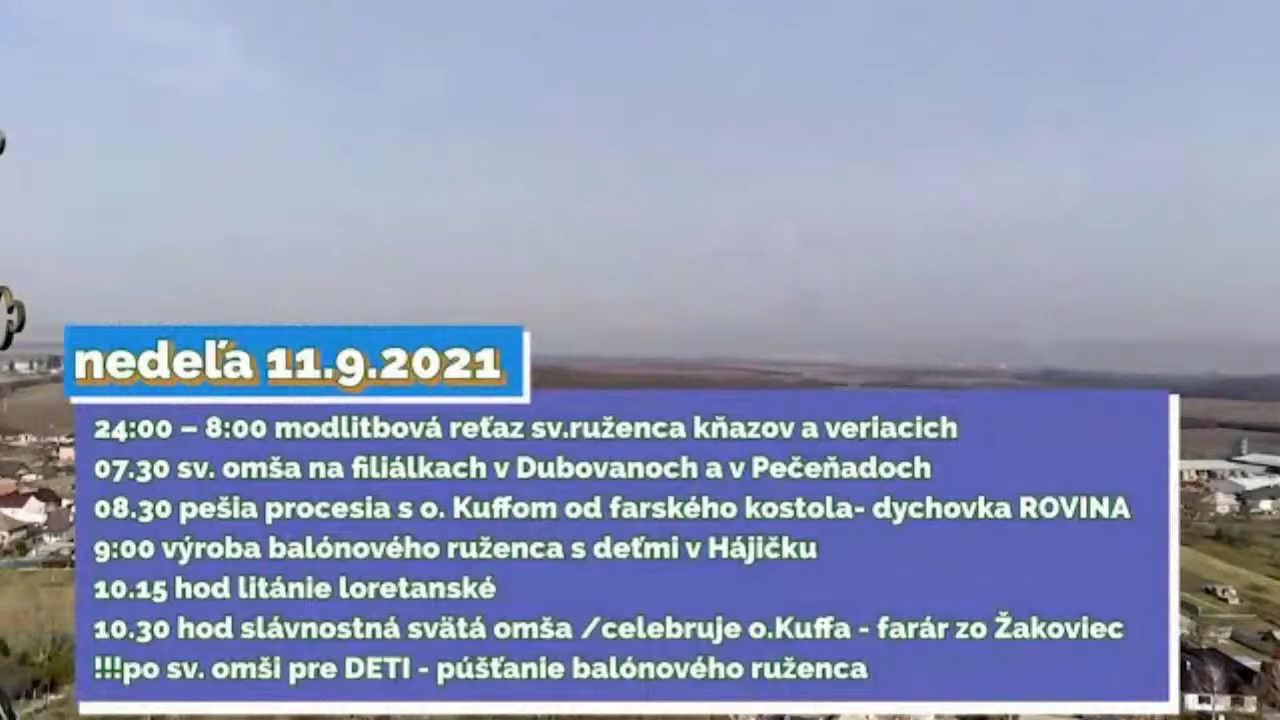 nedeľa 11.9.2021
24:00 – 8:00 modlitbová reťaz sv.ruženca kňazov a veriacich
07.30 sv. omša na filiálkach v Dubovanoch a v Pečeňadoch
08.30 pešia procesia s o. Kuffom od farského kostola- dychovka ROVINA
9:00 výroba balónového ruženca s deťmi v Hájičku
10.15 hod litánie loretanské
10.30 hod slávnostná svätá omša /celebruje o.Kuffa - farár zo Žakoviec
!!!po sv. omši pre DETI - púšťanie balónového ruženca